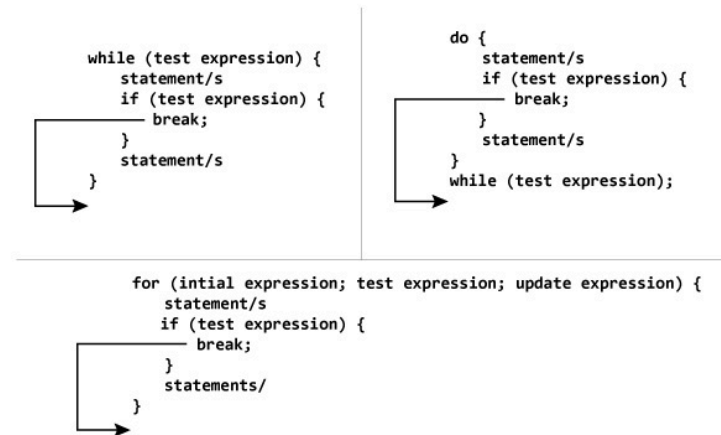 while (test expression) {
statement/s
if (test expression) {
break;
}
statement/s
}
do {
statement/s
if (test expression) {
break;
}
statement/s
}
while (test expression);
for (intial expression; test expression; update expression) {
statement/s
if (test expression) {
break;
}
statements/
}